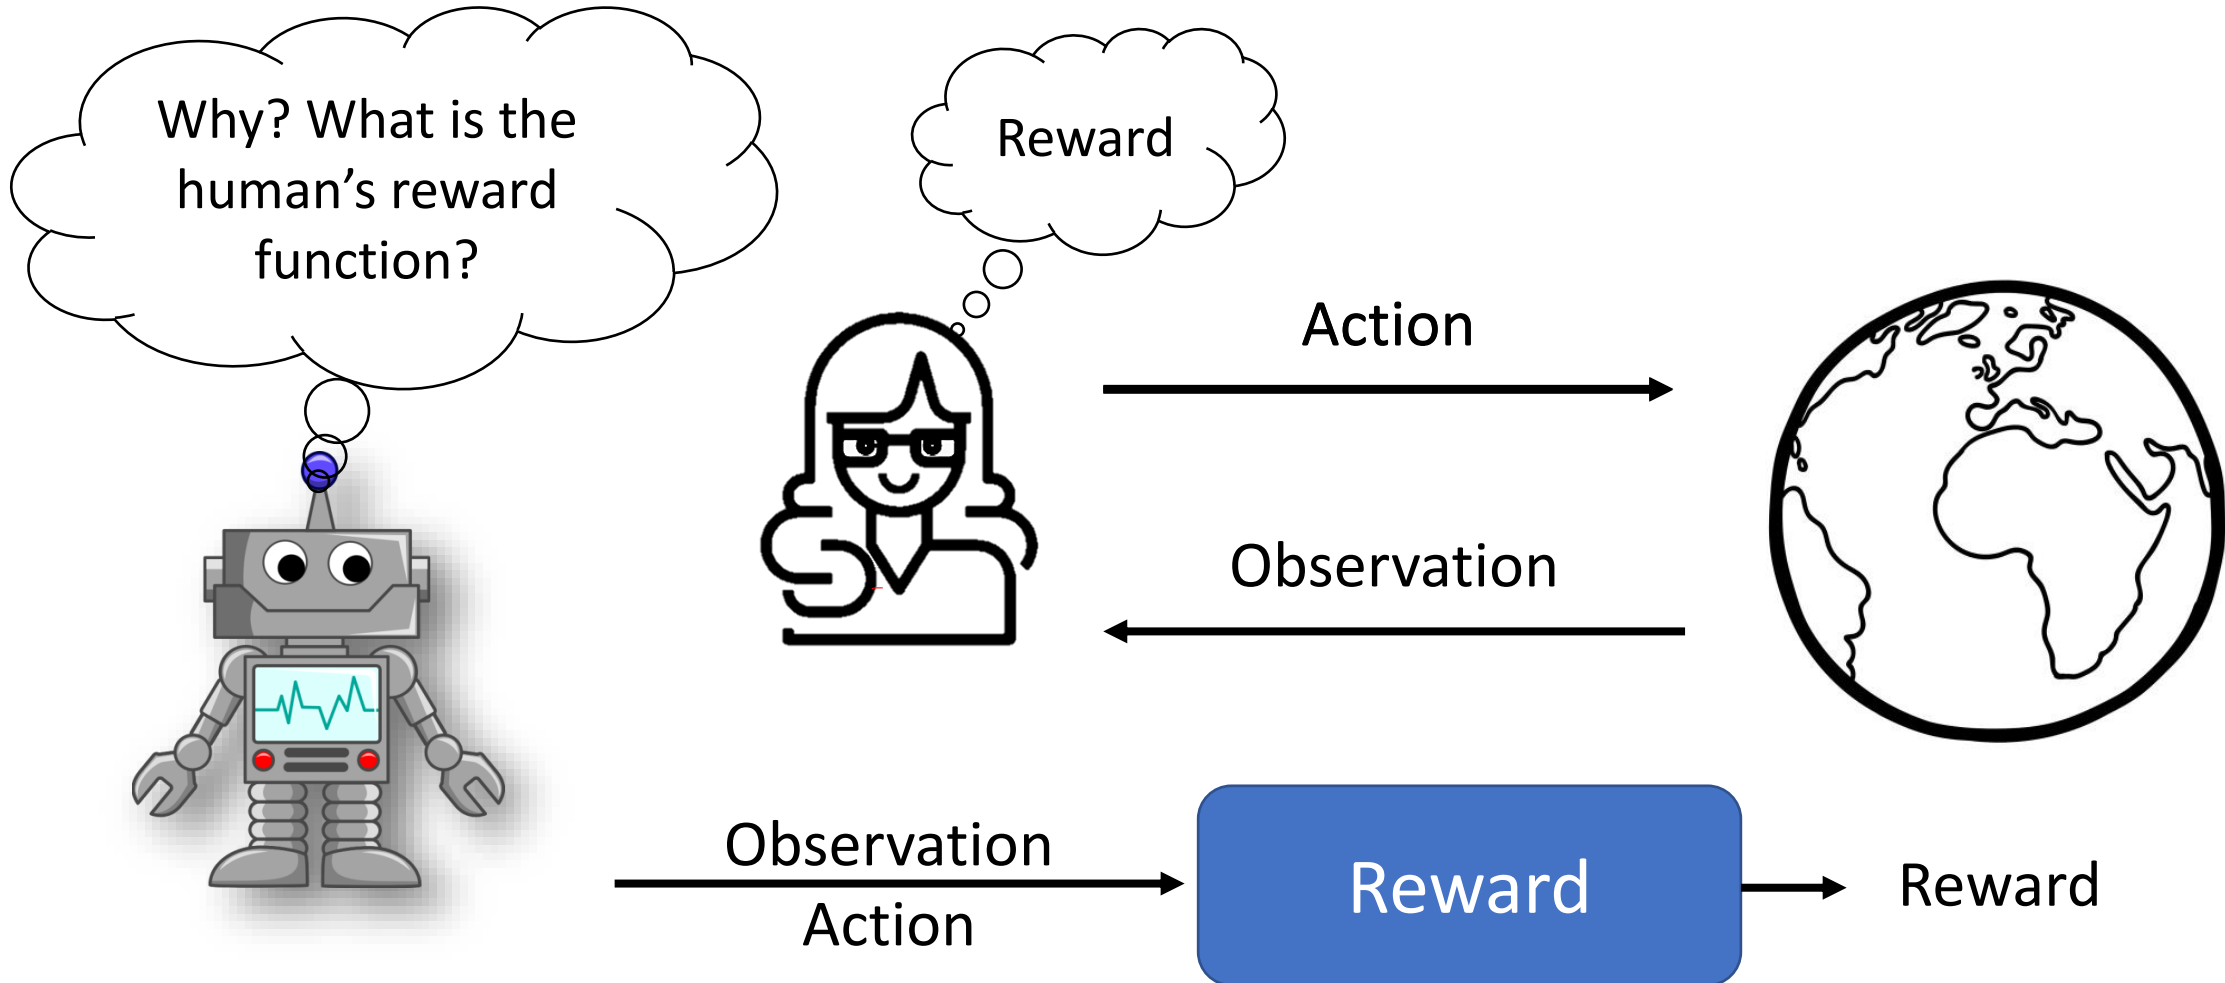 Why? What is the
human’s reward
function?
Reward
Action
Observation
Observation
Action
Reward
Reward